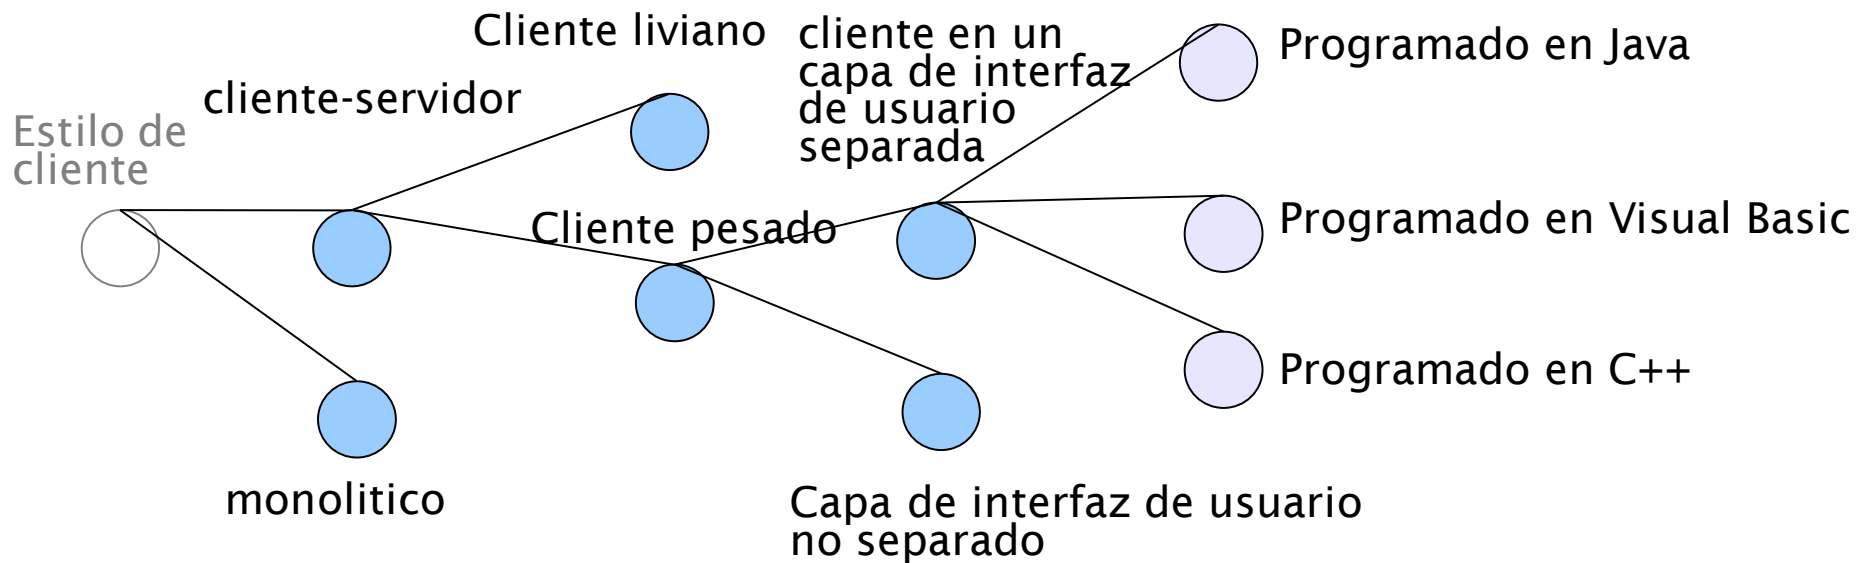 Estilo de
cliente
cliente-servidor
monolitico
Cliente liviano
Cliente pesado
cliente en un
capa de interfaz
de usuario
separada
Capa de interfaz de usuario
no separado
Programado en Java
Programado en Visual Basic
Programado en C++